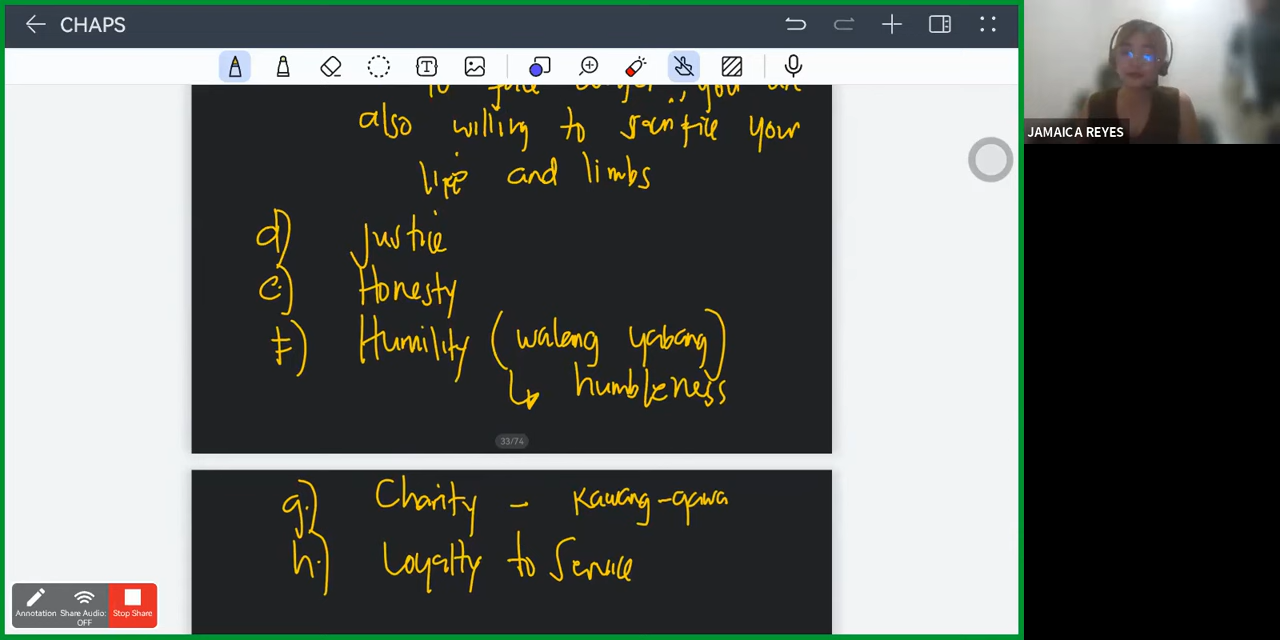 CHAPS
JAMAICA REYES
also willing to sacrifice your
life and limbs
d) Justice
e.) Honesty
F) Humility (walang yabang)
↳ humbleness
33/74
g.) Charity - Kawang-gawa
h.) Loyalty to Service
Annotation
Share Audio: OFF
Stop Share